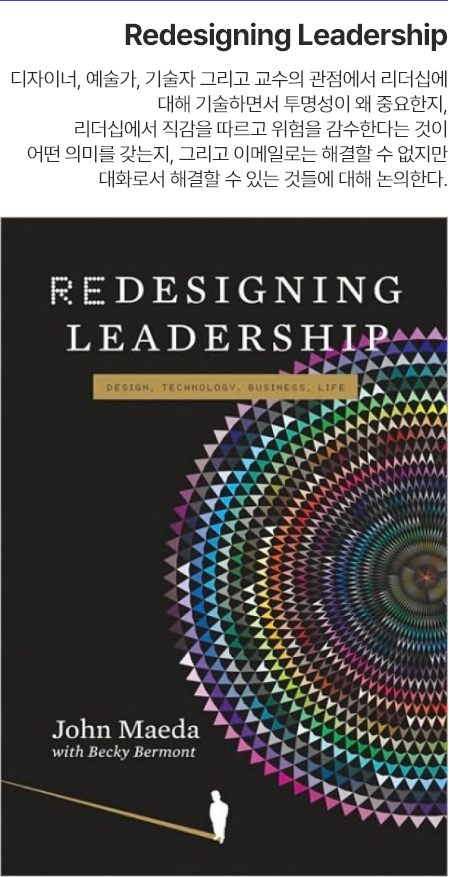 Redesigning Leadership
디자이너, 예술가, 기술자 그리고 교수의 관점에서 리더십에
대해 기술하면서 투명성이 왜 중요한지,
리더십에서 직감을 따르고 위험을 감수한다는 것이
어떤 의미를 갖는지, 그리고 이메일로는 해결할 수 없지만
대화로서 해결할 수 있는 것들에 대해 논의한다.
REDESIGNING
LEADERSHIP
DESIGN, TECHNOLOGY, BUSINESS, LIFE
John Maeda
with Becky Bermont